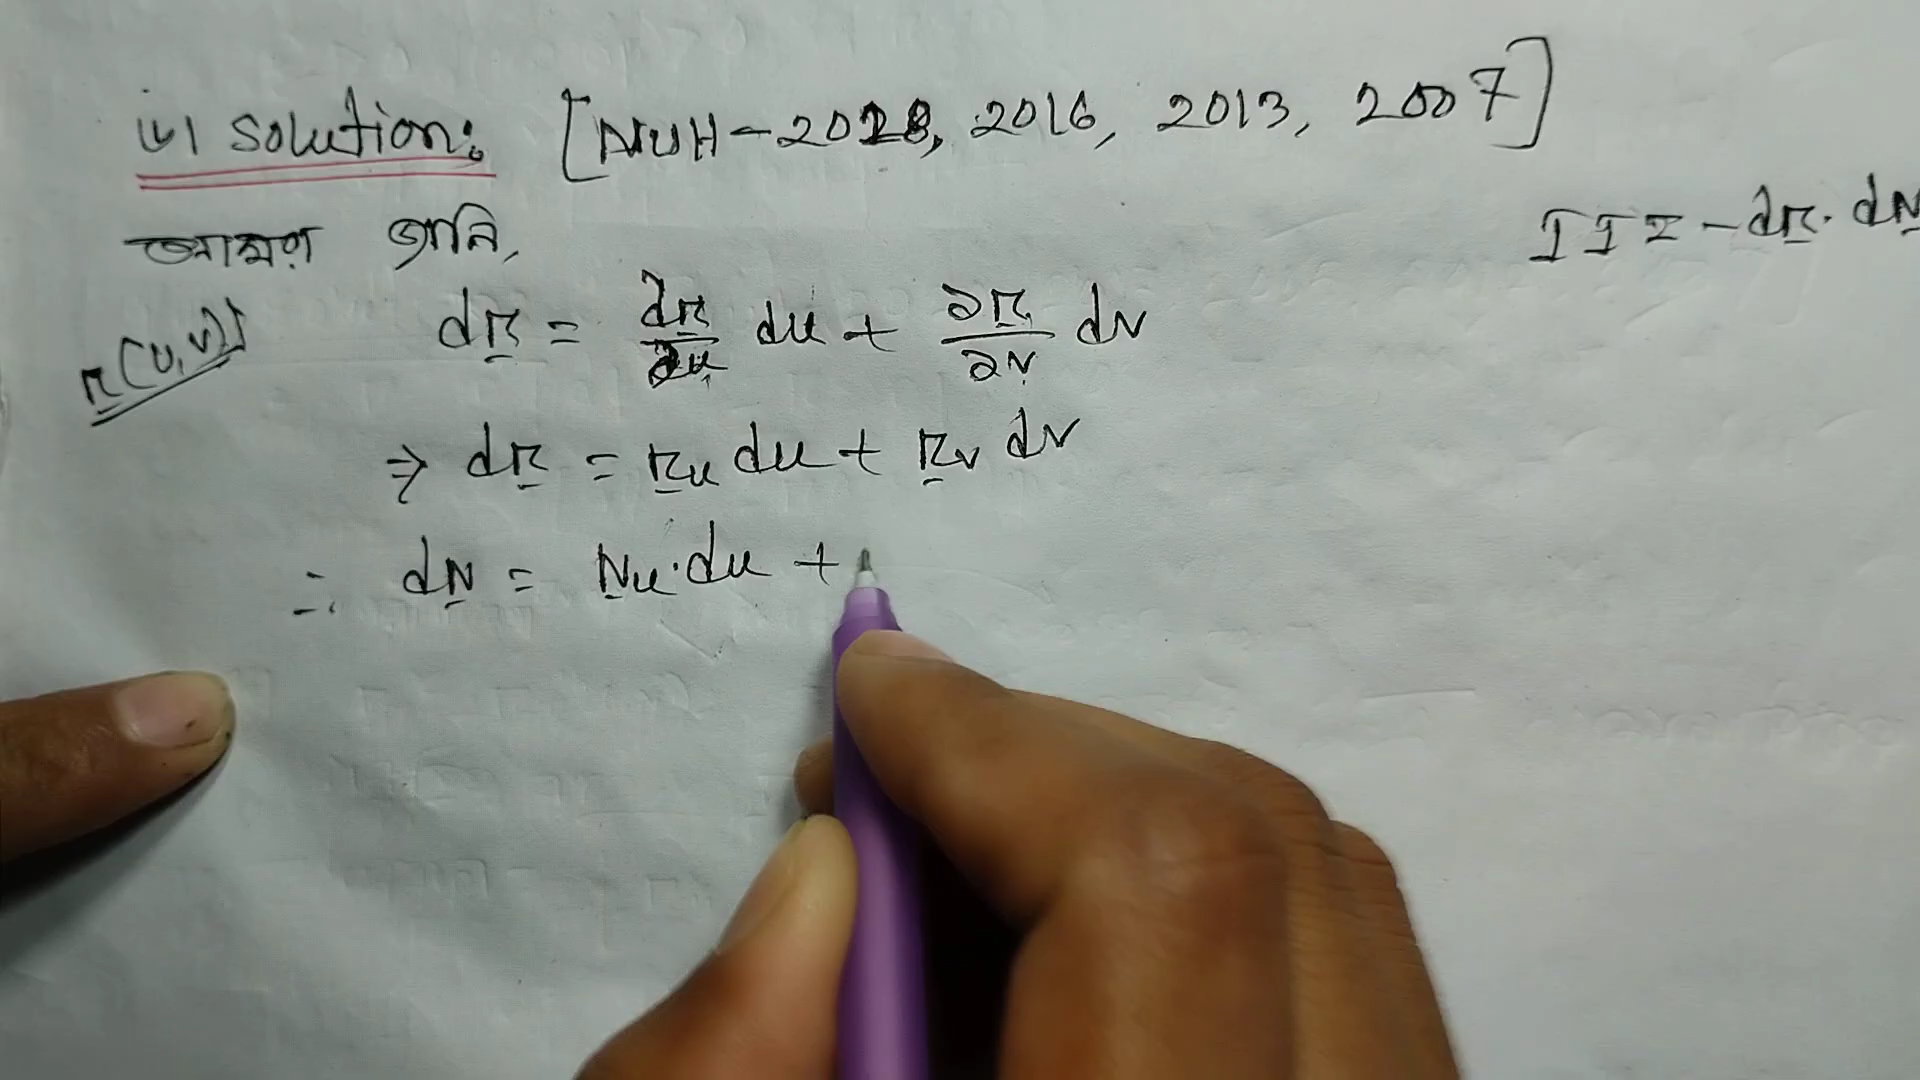 Solution: [NUH-2018, 2016, 2013, 2007]
আমরা জানি,
II = -dr. dN
r(u,v)
dr = ∂r/∂u du + ∂r/∂v dv
⇒ dr = ru du + rv dv
∴ dN = Nu·du +